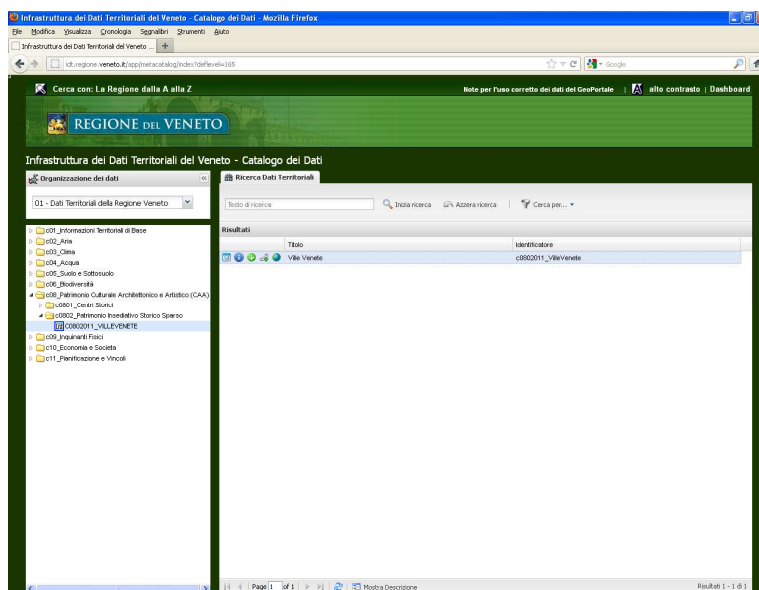 Infrastruttura dei Dati Territoriali del Veneto - Catalogo dei Dati - Mozilla Firefox
File Modifica Visualizza Cronologia Segnalibri Strumenti Aiuto
Infrastruttura dei Dati Territoriali del Veneto ... +
idt.regione.veneto.it/app/metacatalog/index?deflevel=165
Google
Cerca con: La Regione dalla A alla Z
Note per l'uso corretto dei dati del GeoPortale | A alto contrasto | Dashboard
REGIONE DEL VENETO
Infrastruttura dei Dati Territoriali del Veneto - Catalogo dei Dati
Organizzazione dei dati
Ricerca Dati Territoriali
01 - Dati Territoriali della Regione Veneto
Testo di ricerca
Inizia ricerca
Azzera ricerca
Cerca per...
Risultati
Titolo
Identificatore
Ville Venete
c0802011_VilleVenete
c01_Informazioni Territoriali di Base
c02_Aria
c03_Clima
c04_Acqua
c05_Suolo e Sottosuolo
c06_Biodiversità
c08_Patrimonio Culturale Architettonico e Artistico (CAA)
c0801_Centri Storici
c0802_Patrimonio Insediativo Storico Sparso
C0802011_VILLEVENETE
c09_Inquinanti Fisici
c10_Economia e Societa
c11_Pianificazione e Vincoli
Page 1 of 1
Mostra Descrizione
Risultati 1 - 1 di 1